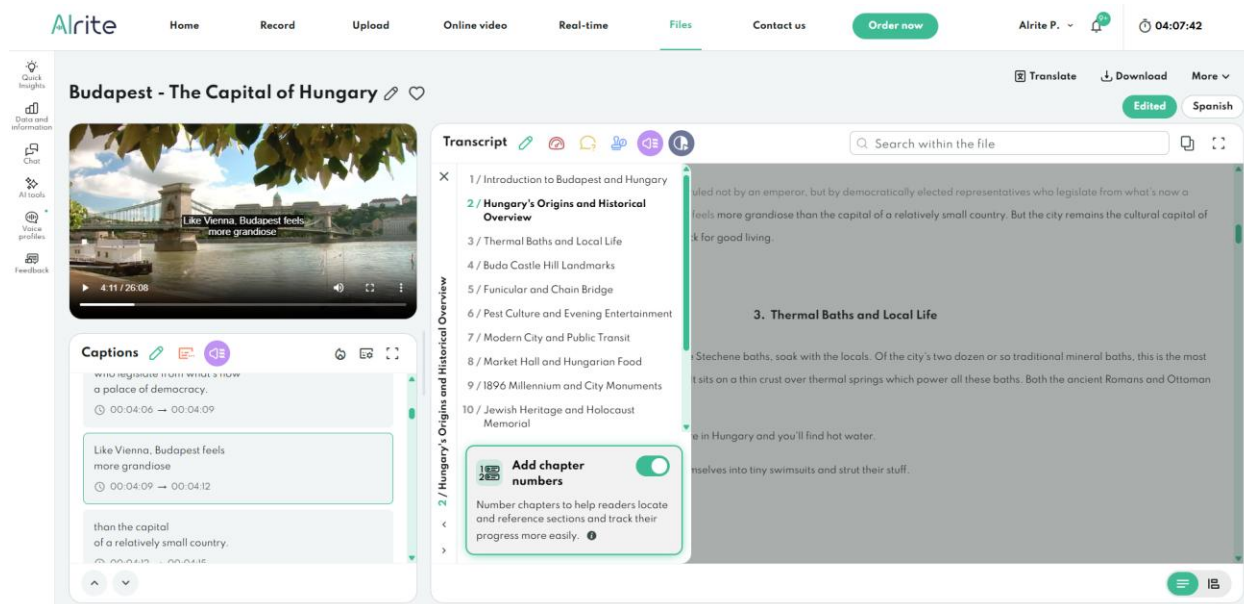 Alrite
Home
Record
Upload
Online video
Real-time
Files
Contact us
Order now
Alrite P.
9+
04:07:42
Quick
Insights
Data and
information
Chat
AI tools
Voice
profiles
Feedback
Budapest - The Capital of Hungary
Translate
Download
More
Edited
Spanish
Like Vienna, Budapest feels
more grandiose
4:11 / 26:08
Captions
who legislate from what's now
a palace of democracy.
00:04:06 → 00:04:09
Like Vienna, Budapest feels
more grandiose
00:04:09 → 00:04:12
than the capital
of a relatively small country.
00:04:12 → 00:04:15
Transcript
Search within the file
2 / Hungary's Origins and Historical Overview
1 / Introduction to Budapest and Hungary
2 / Hungary's Origins and Historical
Overview
3 / Thermal Baths and Local Life
4 / Buda Castle Hill Landmarks
5 / Funicular and Chain Bridge
6 / Pest Culture and Evening Entertainment
7 / Modern City and Public Transit
8 / Market Hall and Hungarian Food
9 / 1896 Millennium and City Monuments
10 / Jewish Heritage and Holocaust
Memorial
Add chapter
numbers
Number chapters to help readers locate
and reference sections and track their
progress more easily.
uled not by an emperor, but by democratically elected representatives who legislate from what's now a
feels more grandiose than the capital of a relatively small country. But the city remains the cultural capital of
k for good living.
3. Thermal Baths and Local Life
Stechene baths, soak with the locals. Of the city's two dozen or so traditional mineral baths, this is the most
it sits on a thin crust over thermal springs which power all these baths. Both the ancient Romans and Ottoman
e in Hungary and you'll find hot water.
mselves into tiny swimsuits and strut their stuff.